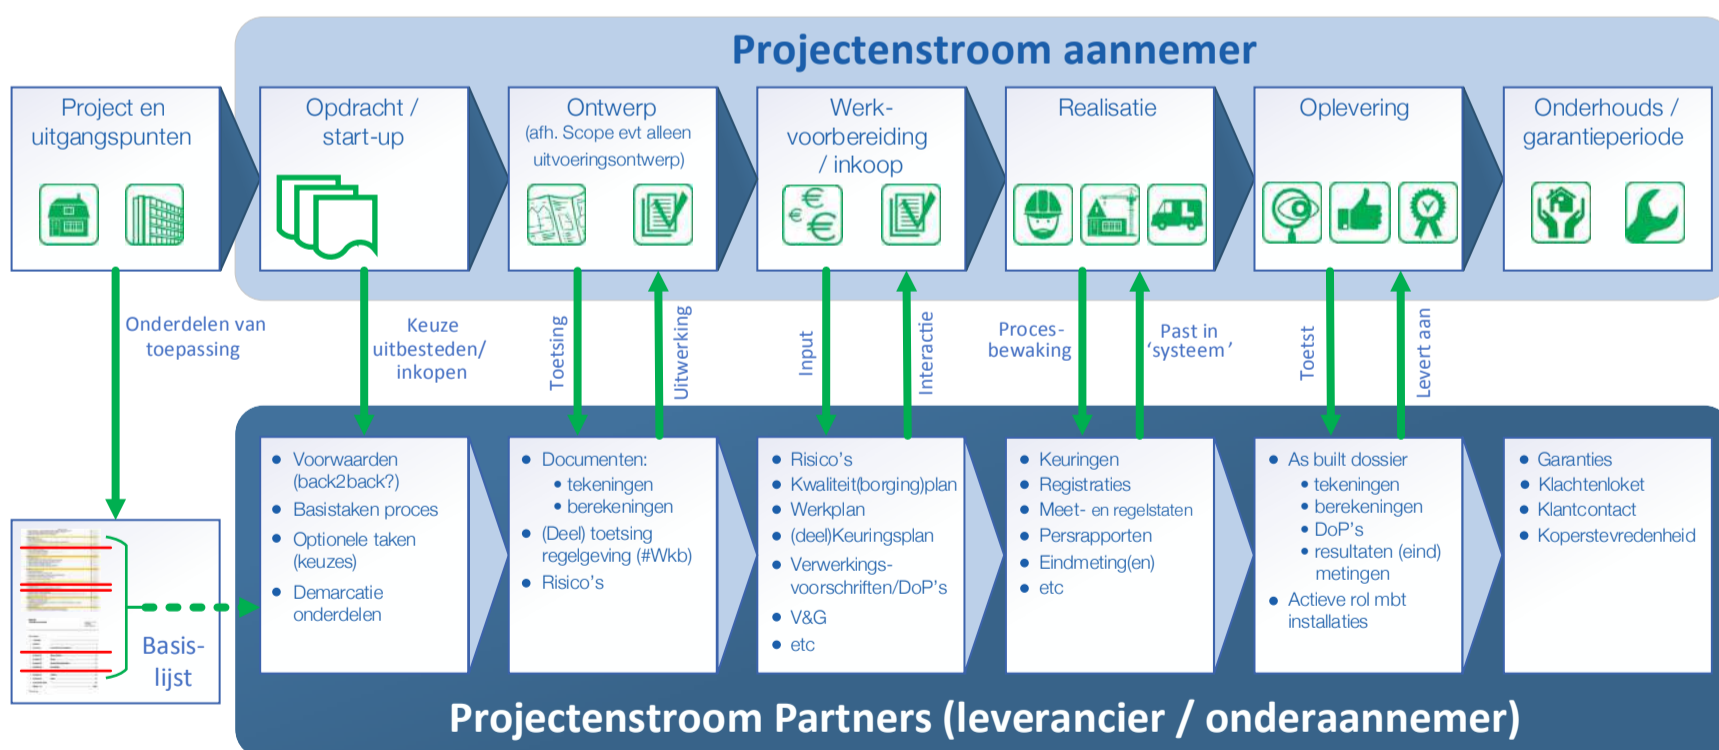 Projectenstroom aannemer
Project en
uitgangspunten
Opdracht /
start-up
Ontwerp
(afh. Scope evt alleen
uitvoeringsontwerp)
Werk-
voorbereiding
/ inkoop
Realisatie
Oplevering
Onderhouds /
garantieperiode
Onderdelen van
toepassing
Keuze
uitbesteden/
inkopen
Toetsing
Uitwerking
Input
Interactie
Proces-
bewaking
Past in
‘systeem’
Toetst
Levert aan
Basis-
lijst
• Voorwaarden
(back2back?)
• Basistaken proces
• Optionele taken
(keuzes)
• Demarcatie
onderdelen
• Documenten:
• tekeningen
• berekeningen
• (Deel) toetsing
regelgeving (#Wkb)
• Risico’s
• Risico’s
• Kwaliteit(borging)plan
• Werkplan
• (deel)Keuringsplan
• Verwerkings-
voorschriften/DoP’s
• V&G
• etc
• Keuringen
• Registraties
• Meet- en regelstaten
• Persrapporten
• Eindmeting(en)
• etc
• As built dossier
• tekeningen
• berekeningen
• DoP’s
• resultaten (eind)
metingen
• Actieve rol mbt
installaties
• Garanties
• Klachtenloket
• Klantcontact
• Koperstevredenheid
Projectenstroom Partners (leverancier / onderaannemer)